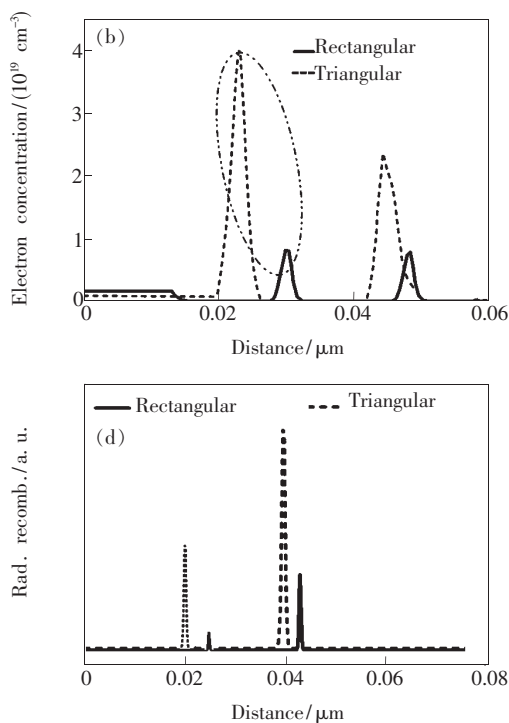 (b)
Rectangular
Triangular
Electron concentration/(10¹⁹ cm⁻³)
4
3
2
1
0
0 0.02 0.04 0.06
Distance/μm
Rectangular Triangular
(d)
Rad. recomb./a. u.
0 0.02 0.04 0.06 0.08
Distance/μm